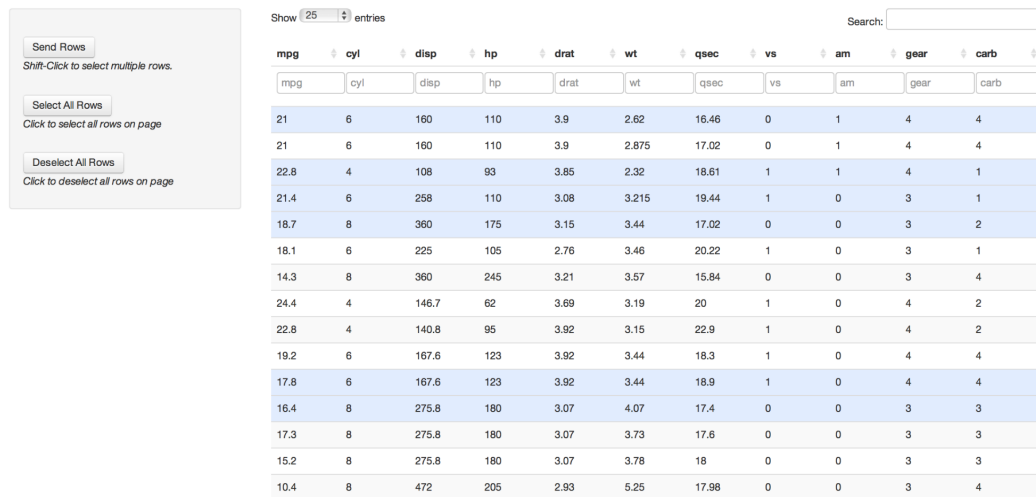 Send Rows
Shift-Click to select multiple rows.
Select All Rows
Click to select all rows on page
Deselect All Rows
Click to deselect all rows on page
Show 25 entries
Search:
mpg cyl disp hp drat wt qsec vs am gear carb
mpg cyl disp hp drat wt qsec vs am gear carb
21 6 160 110 3.9 2.62 16.46 0 1 4 4
21 6 160 110 3.9 2.875 17.02 0 1 4 4
22.8 4 108 93 3.85 2.32 18.61 1 1 4 1
21.4 6 258 110 3.08 3.215 19.44 1 0 3 1
18.7 8 360 175 3.15 3.44 17.02 0 0 3 2
18.1 6 225 105 2.76 3.46 20.22 1 0 3 1
14.3 8 360 245 3.21 3.57 15.84 0 0 3 4
24.4 4 146.7 62 3.69 3.19 20 1 0 4 2
22.8 4 140.8 95 3.92 3.15 22.9 1 0 4 2
19.2 6 167.6 123 3.92 3.44 18.3 1 0 4 4
17.8 6 167.6 123 3.92 3.44 18.9 1 0 4 4
16.4 8 275.8 180 3.07 4.07 17.4 0 0 3 3
17.3 8 275.8 180 3.07 3.73 17.6 0 0 3 3
15.2 8 275.8 180 3.07 3.78 18 0 0 3 3
10.4 8 472 205 2.93 5.25 17.98 0 0 3 4